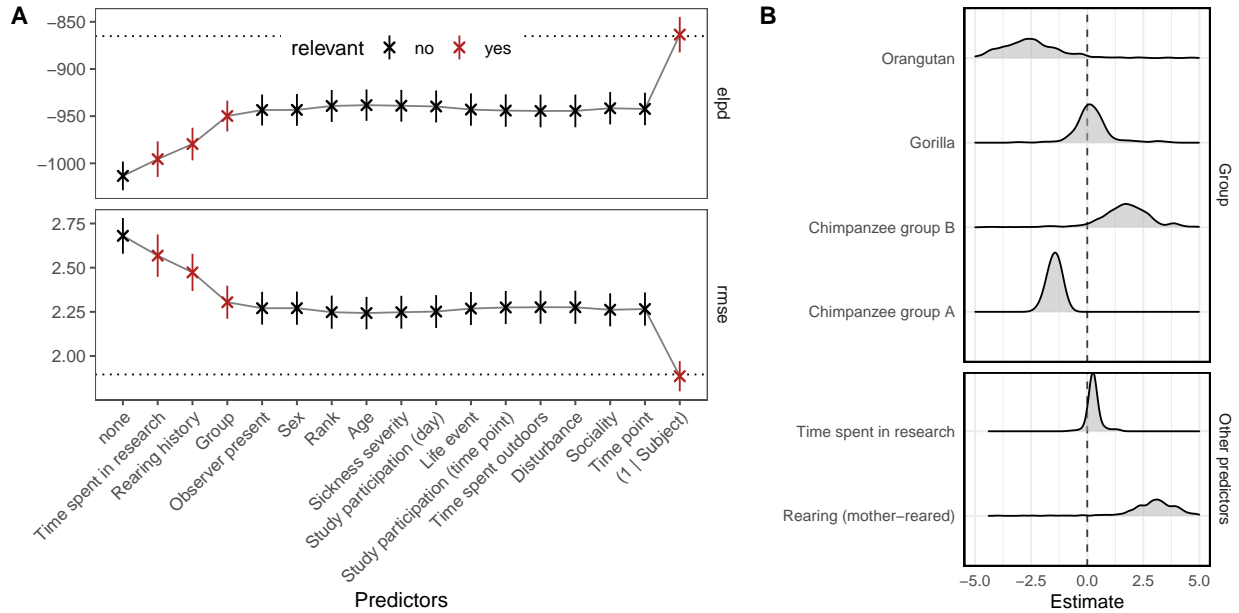 A
relevant no yes
−850
−900
−950
−1000
elpd
2.75
2.50
2.25
2.00
rmse
none
Time spent in research
Rearing history
Group
Observer present
Sex
Rank
Age
Sickness severity
Study participation (day)
Life event
Study participation (time point)
Time spent outdoors
Disturbance
Sociality
Time point
(1 | Subject)
Predictors
B
Orangutan
Gorilla
Chimpanzee group B
Chimpanzee group A
Group
Time spent in research
Rearing (mother−reared)
Other predictors
−5.0 −2.5 0.0 2.5 5.0
Estimate